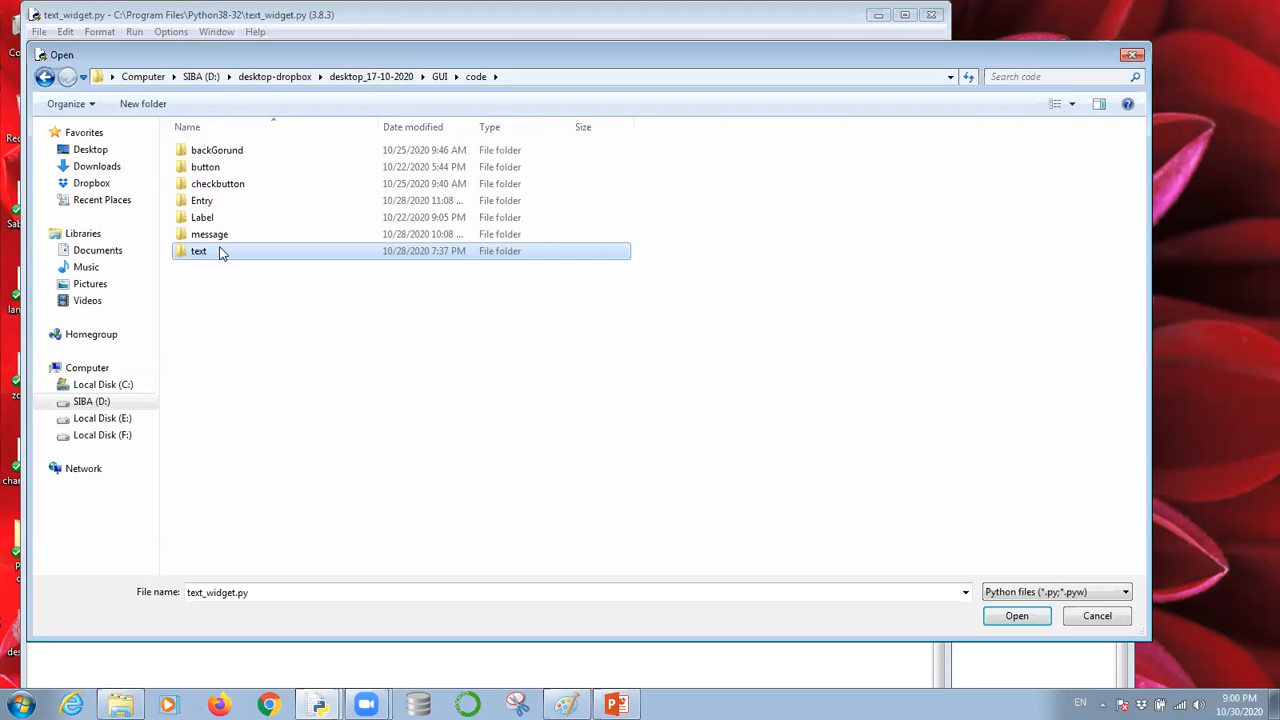 text_widget.py - C:\Program Files\Python38-32\text_widget.py (3.8.3)
File Edit Format Run Options Window Help
Open
Computer SIBA (D:) desktop-dropbox desktop_17-10-2020 GUI code
Search code
Organize New folder
Name Date modified Type Size
Favorites
Desktop
Downloads
Dropbox
Recent Places
Libraries
Documents
Music
Pictures
Videos
Homegroup
Computer
Local Disk (C:)
SIBA (D:)
Local Disk (E:)
Local Disk (F:)
Network
backGorund 10/25/2020 9:46 AM File folder
button 10/22/2020 5:44 PM File folder
checkbutton 10/25/2020 9:40 AM File folder
Entry 10/28/2020 11:08 ... File folder
Label 10/22/2020 9:05 PM File folder
message 10/28/2020 10:08 ... File folder
text 10/28/2020 7:37 PM File folder
File name: text_widget.py
Python files (*.py;*.pyw)
Open Cancel
EN
9:00 PM
10/30/2020